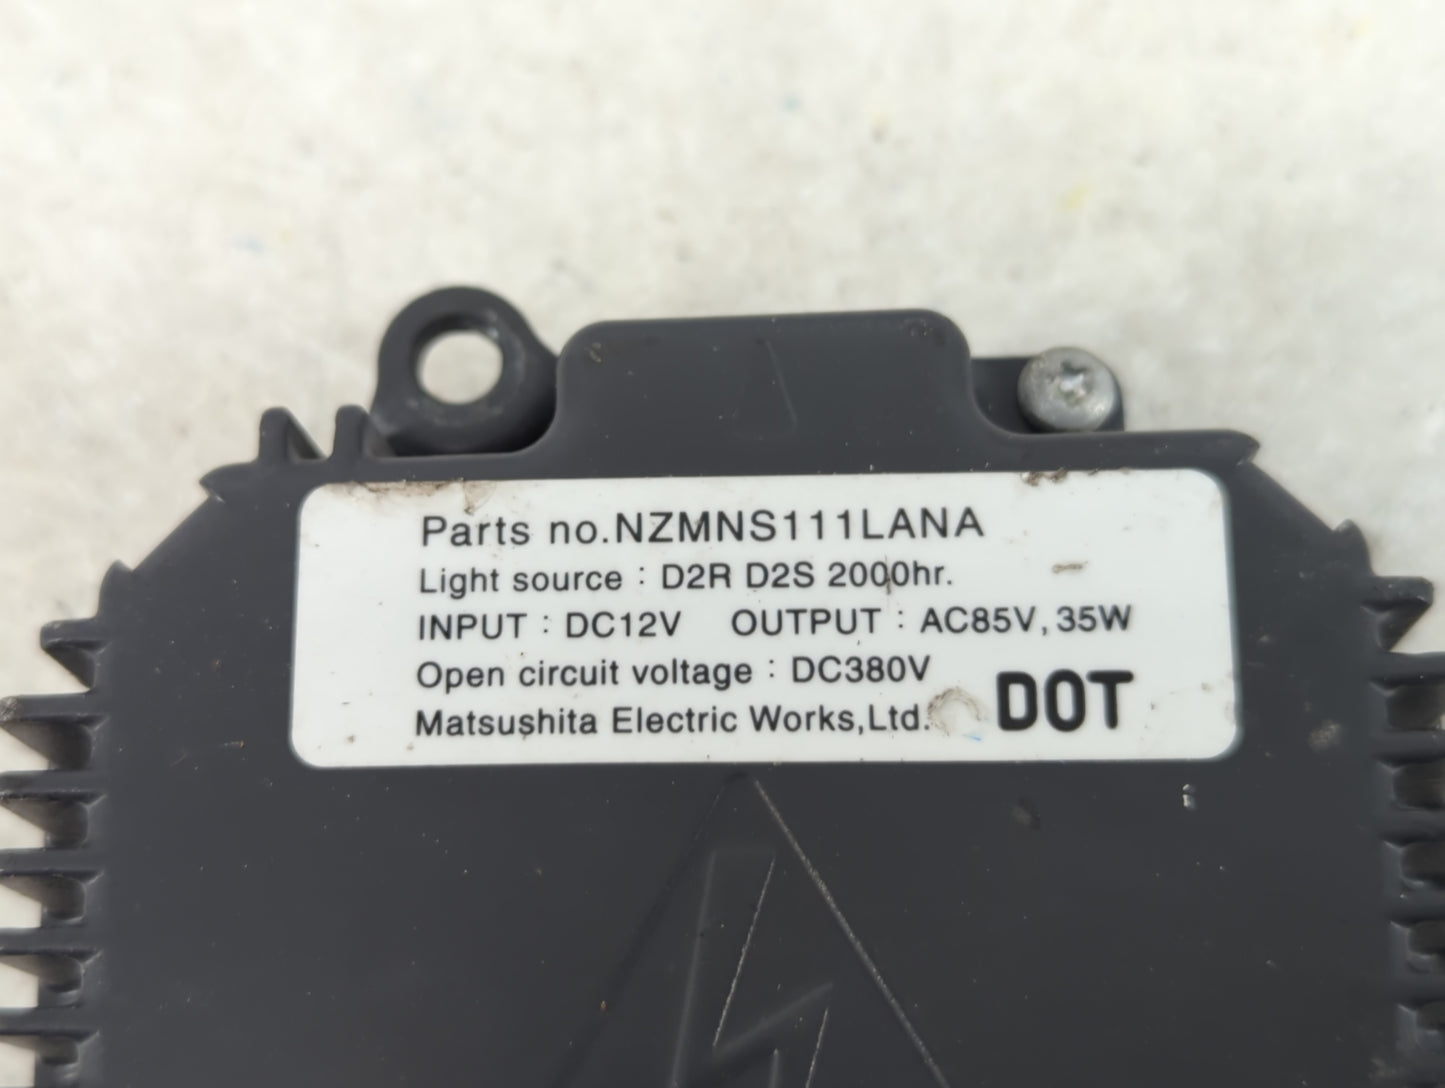 Parts no.NZMNS111LANA
Light source : D2R D2S 2000hr.
INPUT : DC12V OUTPUT : AC85V, 35W
Open circuit voltage : DC380V
Matsushita Electric Works,Ltd. DOT